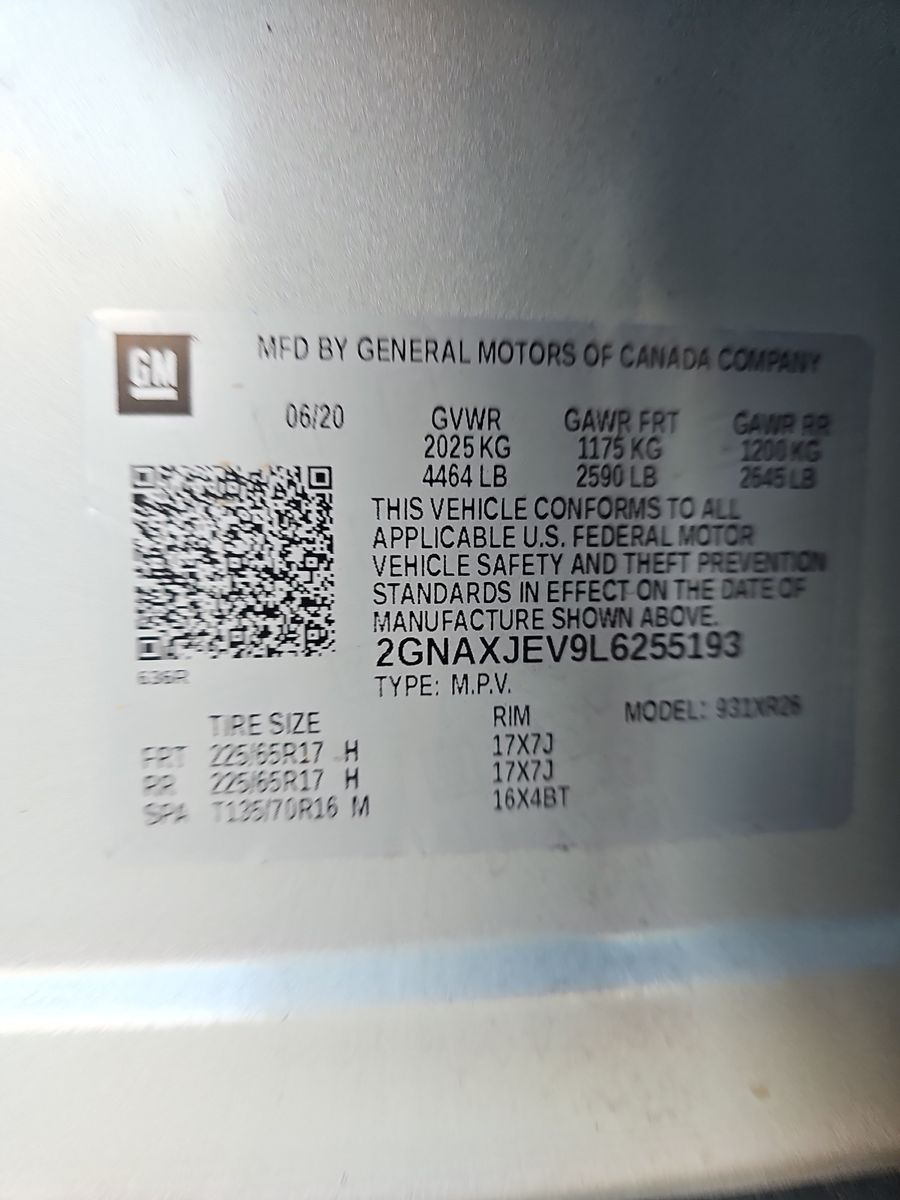 GM
MFD BY GENERAL MOTORS OF CANADA COMPANY
06/20 GVWR GAWR FRT GAWR RR
2025 KG 1175 KG 1200 KG
4464 LB 2590 LB 2645 LB
THIS VEHICLE CONFORMS TO ALL
APPLICABLE U.S. FEDERAL MOTOR
VEHICLE SAFETY AND THEFT PREVENTION
STANDARDS IN EFFECT ON THE DATE OF
MANUFACTURE SHOWN ABOVE.
2GNAXJEV9L6255193
636R
TYPE: M.P.V.
TIRE SIZE RIM MODEL: 931XR26
FRT 225/65R17 H 17X7J
RR 225/65R17 H 17X7J
SPA T135/70R16 M 16X4BT